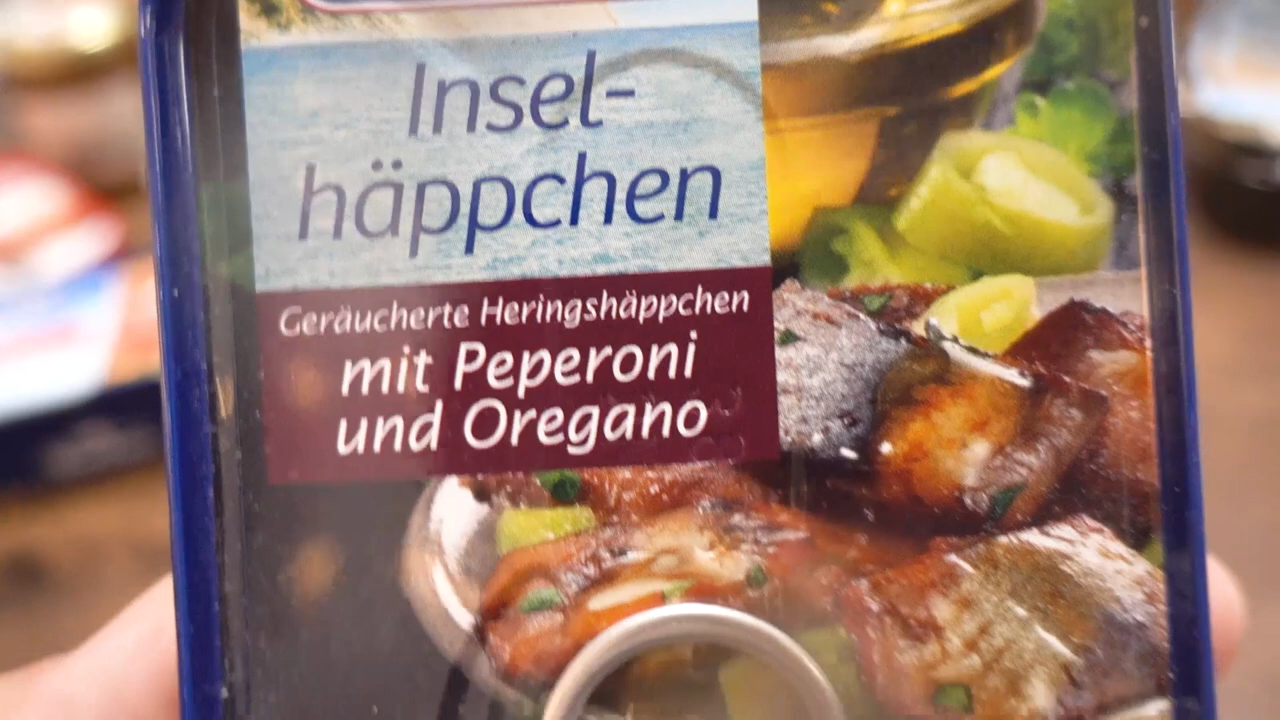 Insel-
häppchen
Geräucherte Heringshäppchen
mit Peperoni
und Oregano